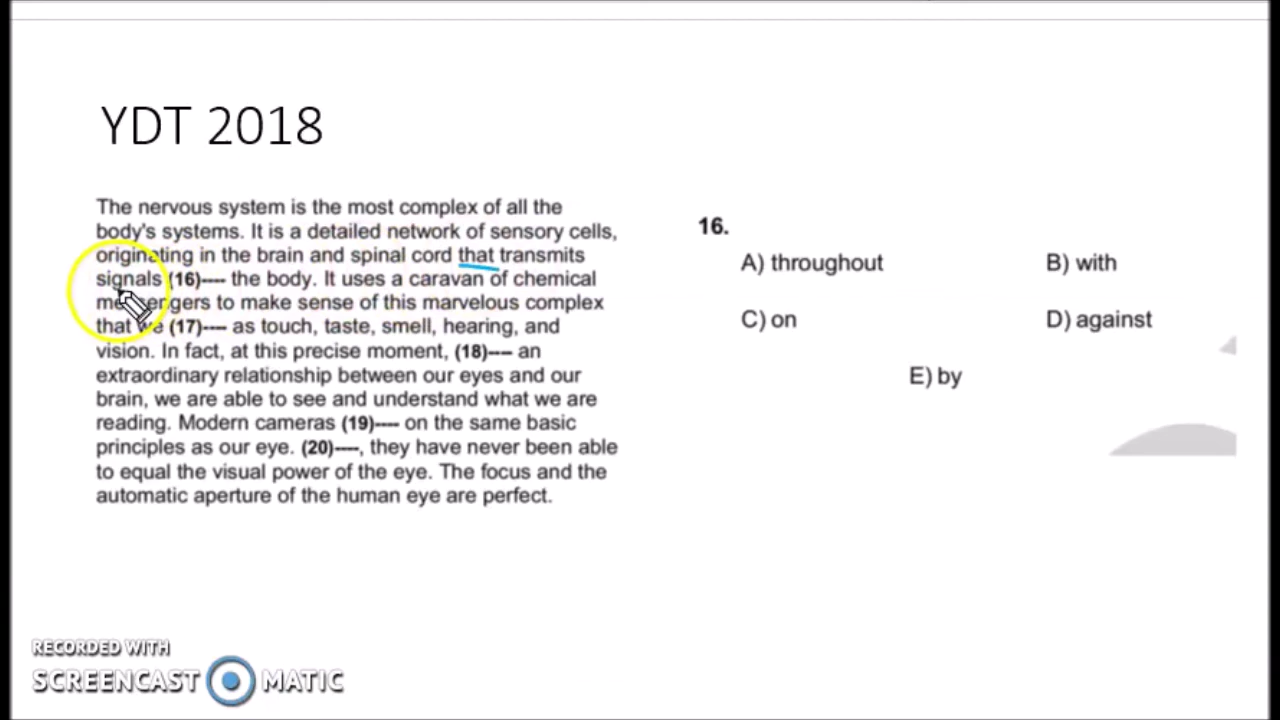 YDT 2018
The nervous system is the most complex of all the
body's systems. It is a detailed network of sensory cells,
originating in the brain and spinal cord that transmits
signals (16)---- the body. It uses a caravan of chemical
messengers to make sense of this marvelous complex
that we (17)---- as touch, taste, smell, hearing, and
vision. In fact, at this precise moment, (18)---- an
extraordinary relationship between our eyes and our
brain, we are able to see and understand what we are
reading. Modern cameras (19)---- on the same basic
principles as our eye. (20)----, they have never been able
to equal the visual power of the eye. The focus and the
automatic aperture of the human eye are perfect.
16.
A) throughout B) with
C) on D) against
E) by
RECORDED WITH
SCREENCAST MATIC